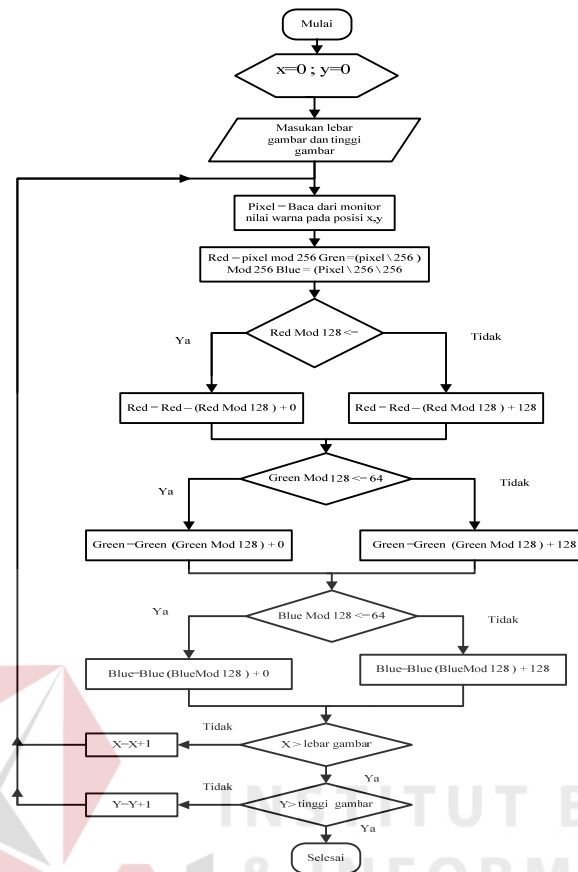 Mulai
x=0 ; y=0
Masukan lebar
gambar dan tinggi
gambar
Pixel = Baca dari monitor
nilai warna pada posisi x,y
Red = pixel mod 256 Gren =(pixel \ 256 )
Mod 256 Blue = (Pixel \ 256 \ 256
Red Mod 128 <=
Ya
Tidak
Red = Red – (Red Mod 128 ) + 0
Red = Red – (Red Mod 128 ) + 128
Green Mod 128 <= 64
Ya
Tidak
Green =Green (Green Mod 128 ) + 0
Green =Green (Green Mod 128 ) + 128
Blue Mod 128 <= 64
Ya
Tidak
Blue=Blue (BlueMod 128 ) + 0
Blue=Blue (BlueMod 128 ) + 128
Tidak
X=X+1
X > lebar gambar
Ya
Tidak
Y=Y+1
Y> tinggi gambar
Ya
Selesai
INSTITUT B
& INFORM